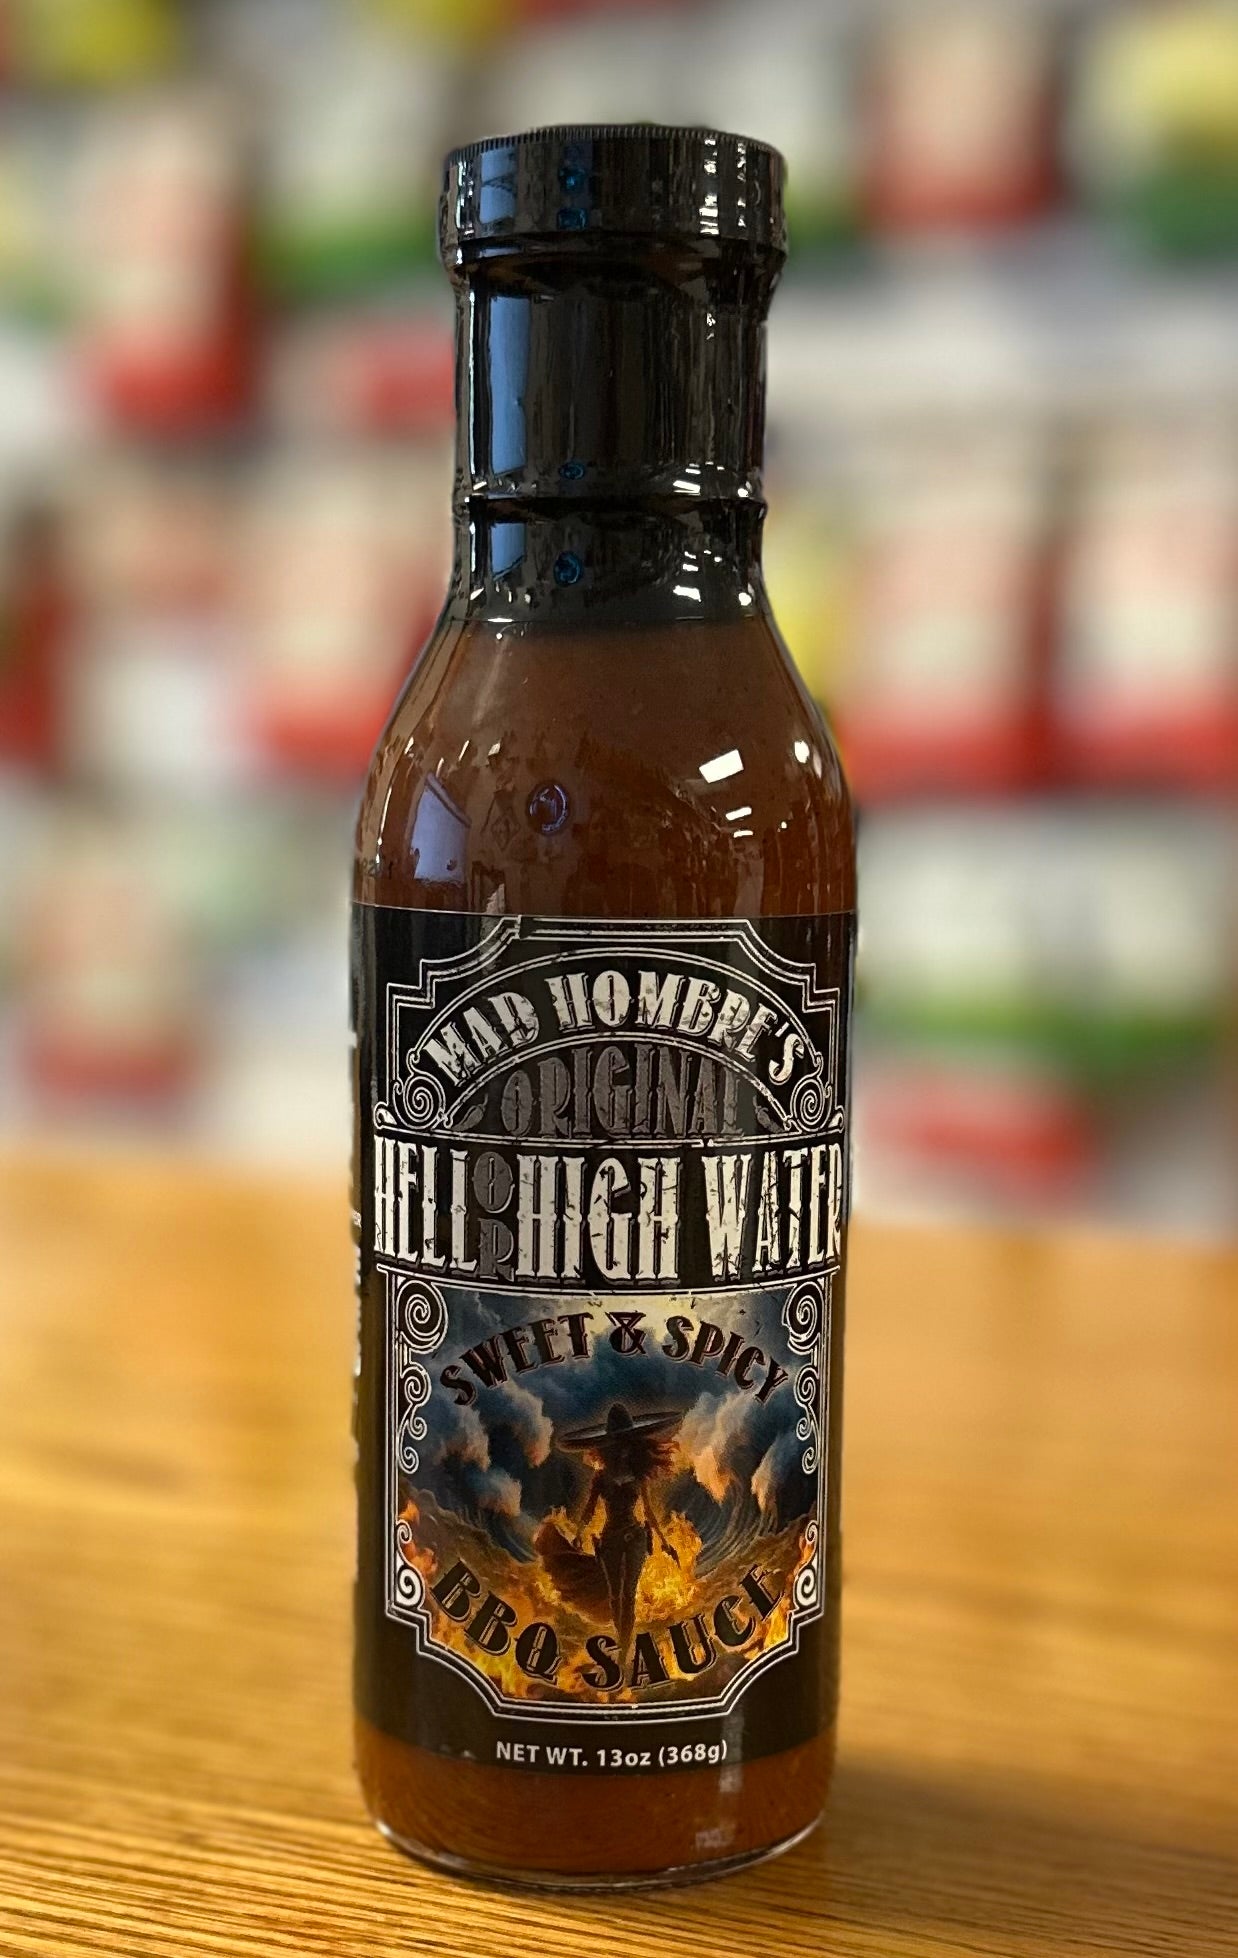 MAD HOMBRE'S
ORIGINAL
HELL OR HIGH WATER
SWEET & SPICY
BBQ SAUCE
NET WT. 13oz (368g)